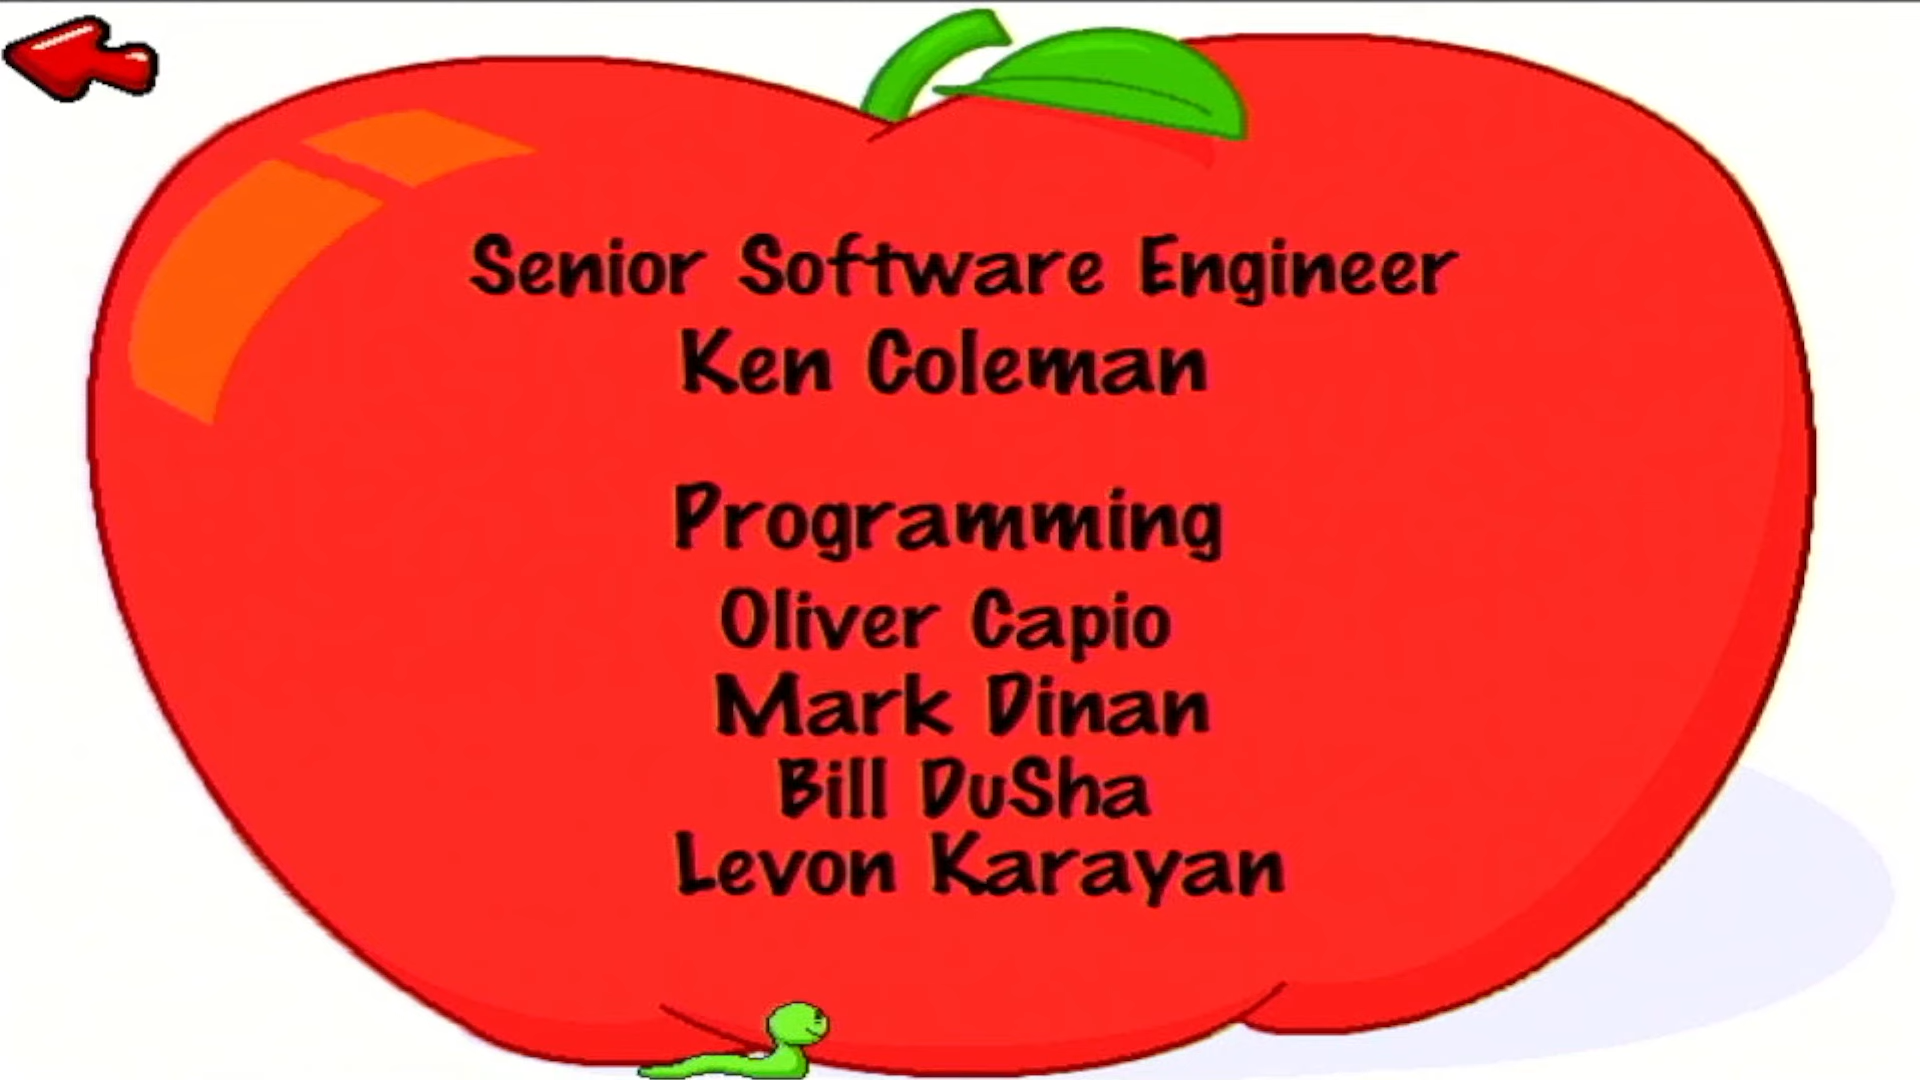 Senior Software Engineer
Ken Coleman
Programming
Oliver Capio
Mark Dinan
Bill DuSha
Levon Karayan